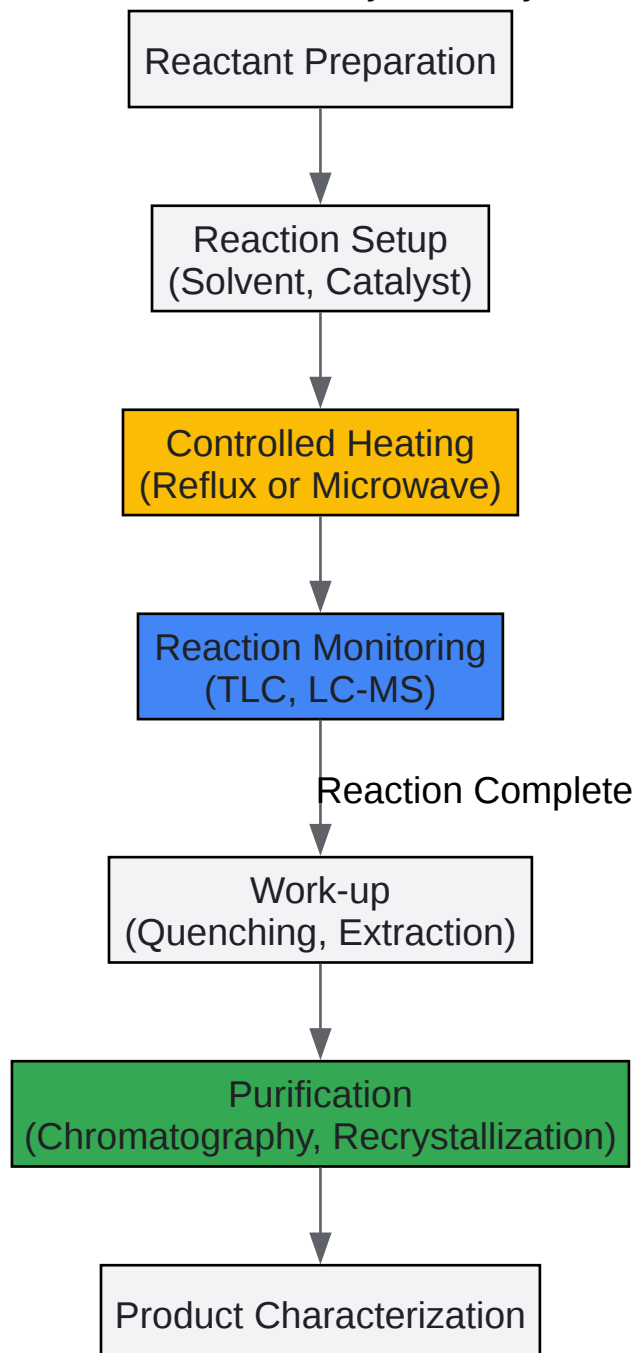 Reactant Preparation
Reaction Setup
(Solvent, Catalyst)
Controlled Heating
(Reflux or Microwave)
Reaction Monitoring
(TLC, LC-MS)
Reaction Complete
Work-up
(Quenching, Extraction)
Purification
(Chromatography, Recrystallization)
Product Characterization